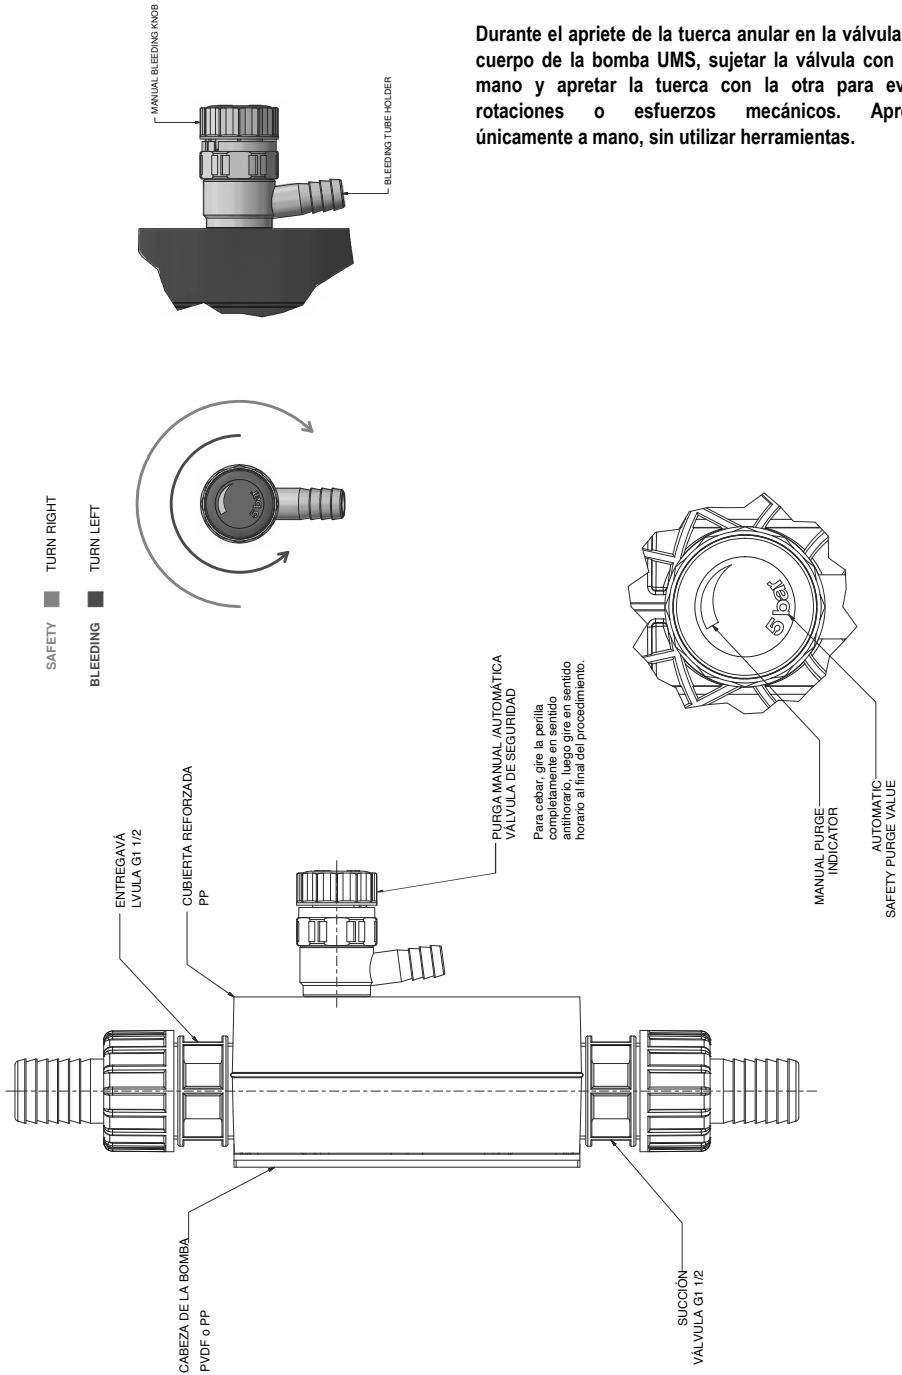 Durante el apriete de la tuerca anular en la válvula
cuerpo de la bomba UMS, sujetar la válvula con
mano y apretar la tuerca con la otra para
rotaciones o esfuerzos mecánicos.
únicamente a mano, sin utilizar herramientas.
MANUAL BLEEDING KNOB
BLEEDING TUBE HOLDER
SAFETY TURN RIGHT
BLEEDING TURN LEFT
5 bar
ENTREGAVÁ
LVULA G1 1/2
CUBIERTA REFORZADA
PP
PURGA MANUAL /AUTOMÁTICA
VÁLVULA DE SEGURIDAD
Para cebar, gire la perilla
completamente en sentido
antihorario, luego gire en sentido
horario al final del procedimiento.
CABEZA DE LA BOMBA
PVDF o PP
SUCCIÓN
VÁLVULA G1 1/2
5 bar
MANUAL PURGE
INDICATOR
AUTOMATIC
SAFETY PURGE VALUE